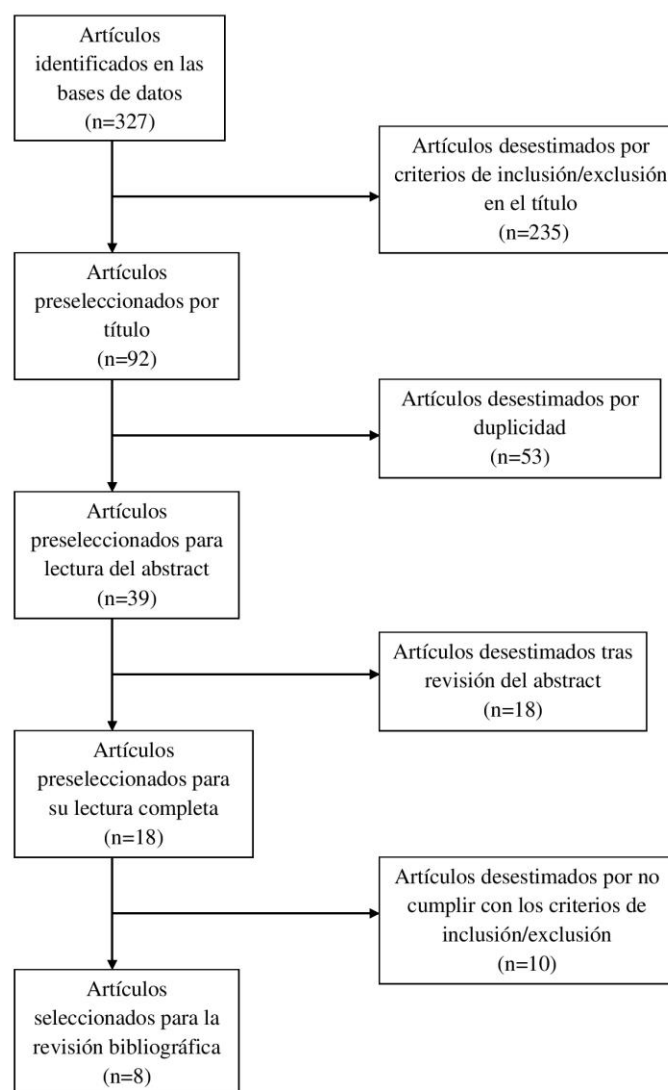 Artículos
identificados en las
bases de datos
(n=327)
Artículos desestimados por
criterios de inclusión/exclusión
en el título
(n=235)
Artículos
preseleccionados por
título
(n=92)
Artículos desestimados por
duplicidad
(n=53)
Artículos
preseleccionados para
lectura del abstract
(n=39)
Artículos desestimados tras
revisión del abstract
(n=18)
Artículos
preseleccionados para
su lectura completa
(n=18)
Artículos desestimados por no
cumplir con los criterios de
inclusión/exclusión
(n=10)
Artículos
seleccionados para la
revisión bibliográfica
(n=8)